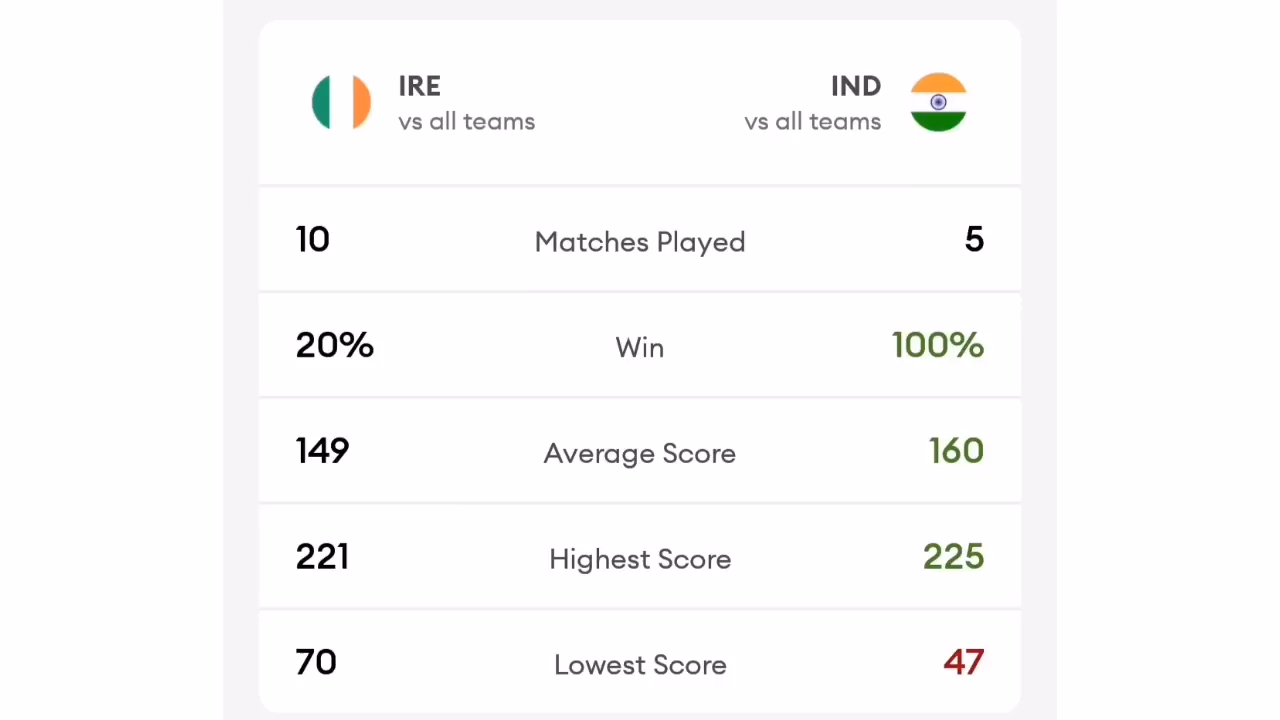 IRE
vs all teams
IND
vs all teams
10 Matches Played 5
20% Win 100%
149 Average Score 160
221 Highest Score 225
70 Lowest Score 47